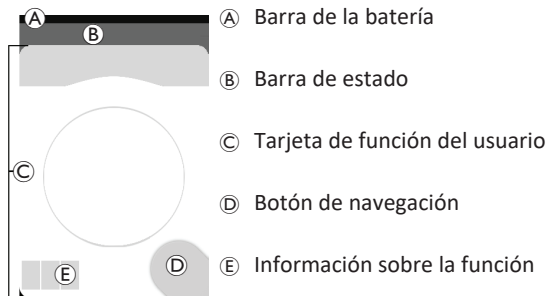 Ⓐ
Ⓑ
Ⓒ
Ⓓ
Ⓔ
Ⓐ Barra de la batería
Ⓑ Barra de estado
Ⓒ Tarjeta de función del usuario
Ⓓ Botón de navegación
Ⓔ Información sobre la función